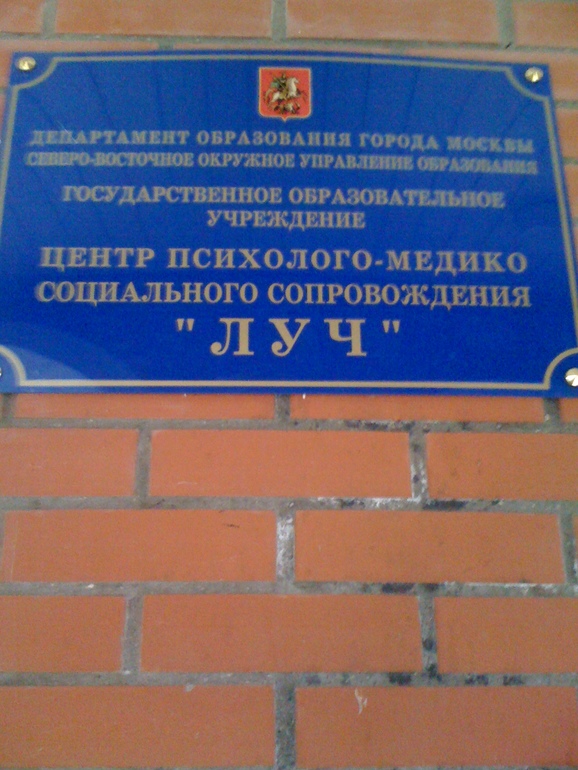 ДЕПАРТАМЕНТ ОБРАЗОВАНИЯ ГОРОДА МОСКВЫ
СЕВЕРО-ВОСТОЧНОЕ ОКРУЖНОЕ УПРАВЛЕНИЕ ОБРАЗОВАНИЯ
ГОСУДАРСТВЕННОЕ ОБРАЗОВАТЕЛЬНОЕ
УЧРЕЖДЕНИЕ
ЦЕНТР ПСИХОЛОГО-МЕДИКО
СОЦИАЛЬНОГО СОПРОВОЖДЕНИЯ
"ЛУЧ"